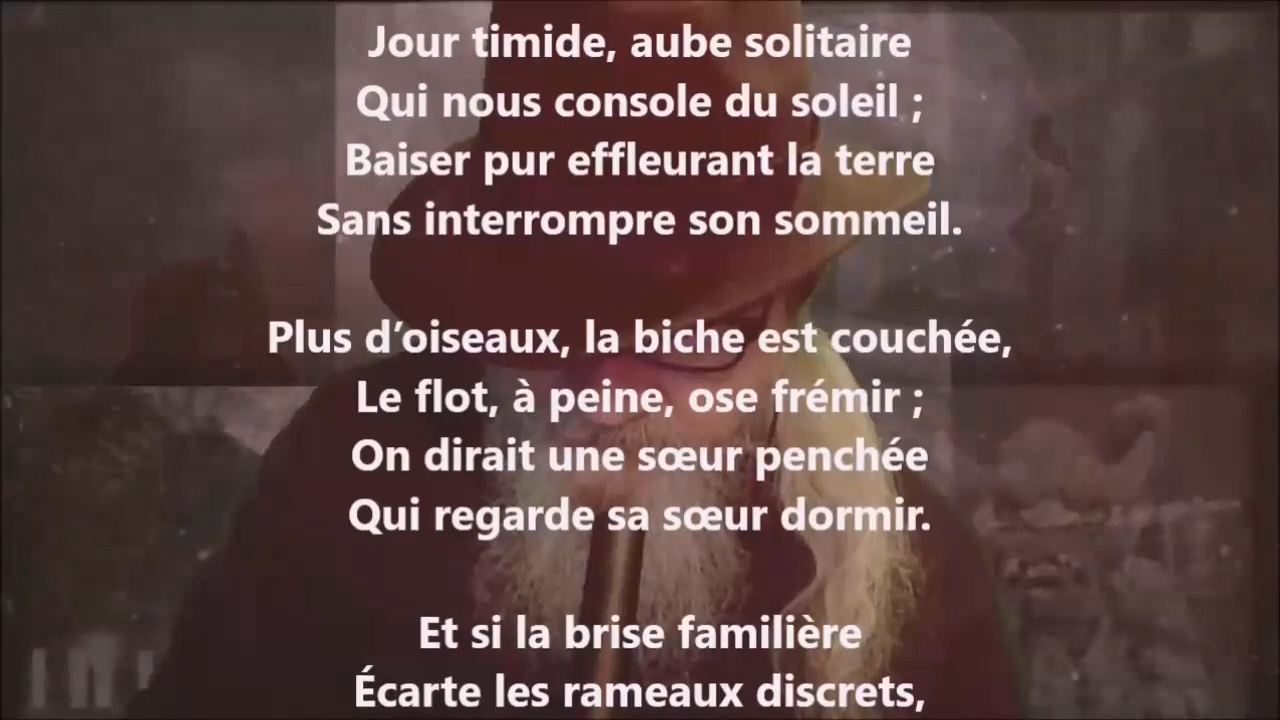 Jour timide, aube solitaire
Qui nous console du soleil ;
Baiser pur effleurant la terre
Sans interrompre son sommeil.
Plus d’oiseaux, la biche est couchée,
Le flot, à peine, ose frémir ;
On dirait une sœur penchée
Qui regarde sa sœur dormir.
Et si la brise familière
Écarte les rameaux discrets,